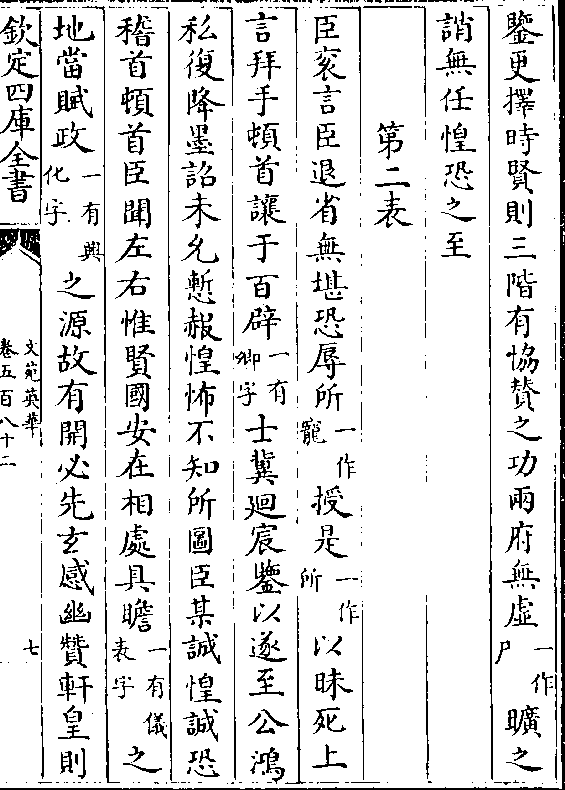 鑒更擇時賢則三階有協賛之功兩府無虚一作尸曠之
誚無任惶恐之至
第二表
臣衮言臣退省無堪恐辱所一作寵授是一作所以昧死上
言拜手頓首讓于百辟一有卿字士冀廻宸鑒以遂至公鴻
私復降墨詔未允慙赧惶怖不知所圖臣某誠惶誠恐
稽首頓首臣聞左右惟賢國安在相處具瞻一有儀表字之
地當賦政一有興化字之源故有開必先玄感幽贊軒皇則
欽定四庫全書
文苑英華
卷五百八十二
七